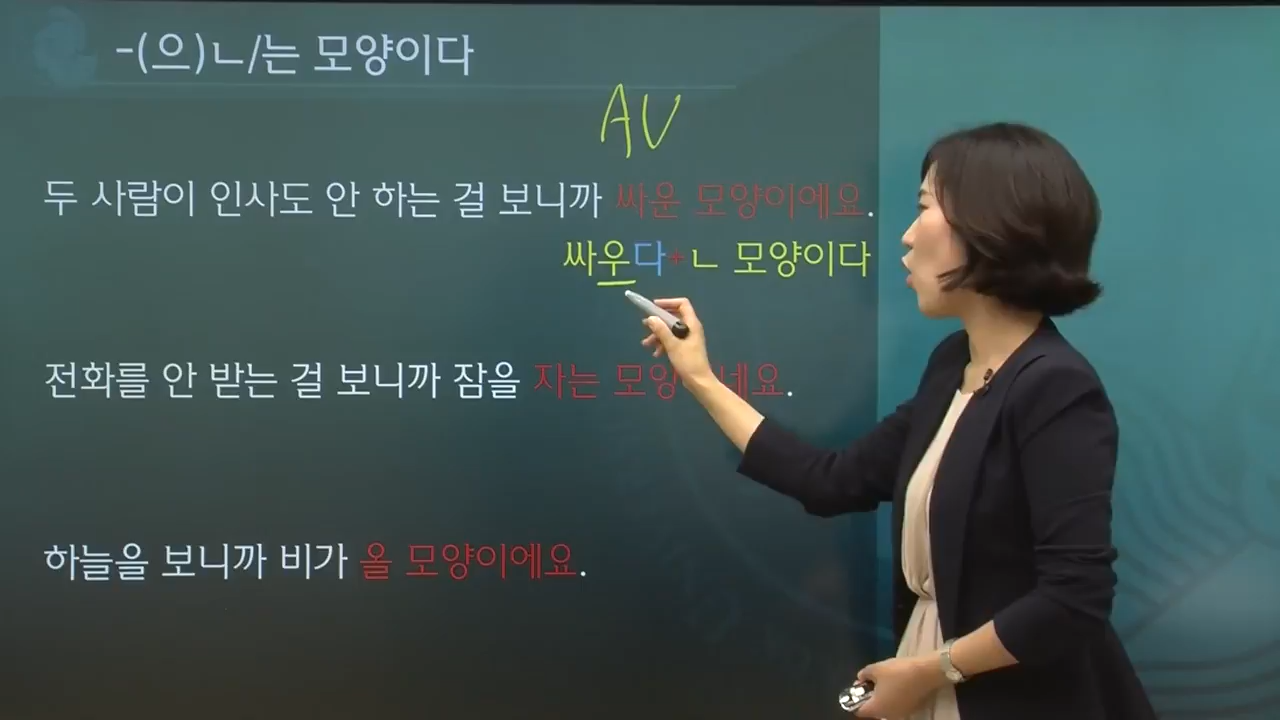 -(으)ㄴ/는 모양이다
AV
두 사람이 인사도 안 하는 걸 보니까 싸운 모양이에요.
싸우다+ㄴ 모양이다
전화를 안 받는 걸 보니까 잠을 자는 모양 네요.
하늘을 보니까 비가 올 모양이에요.